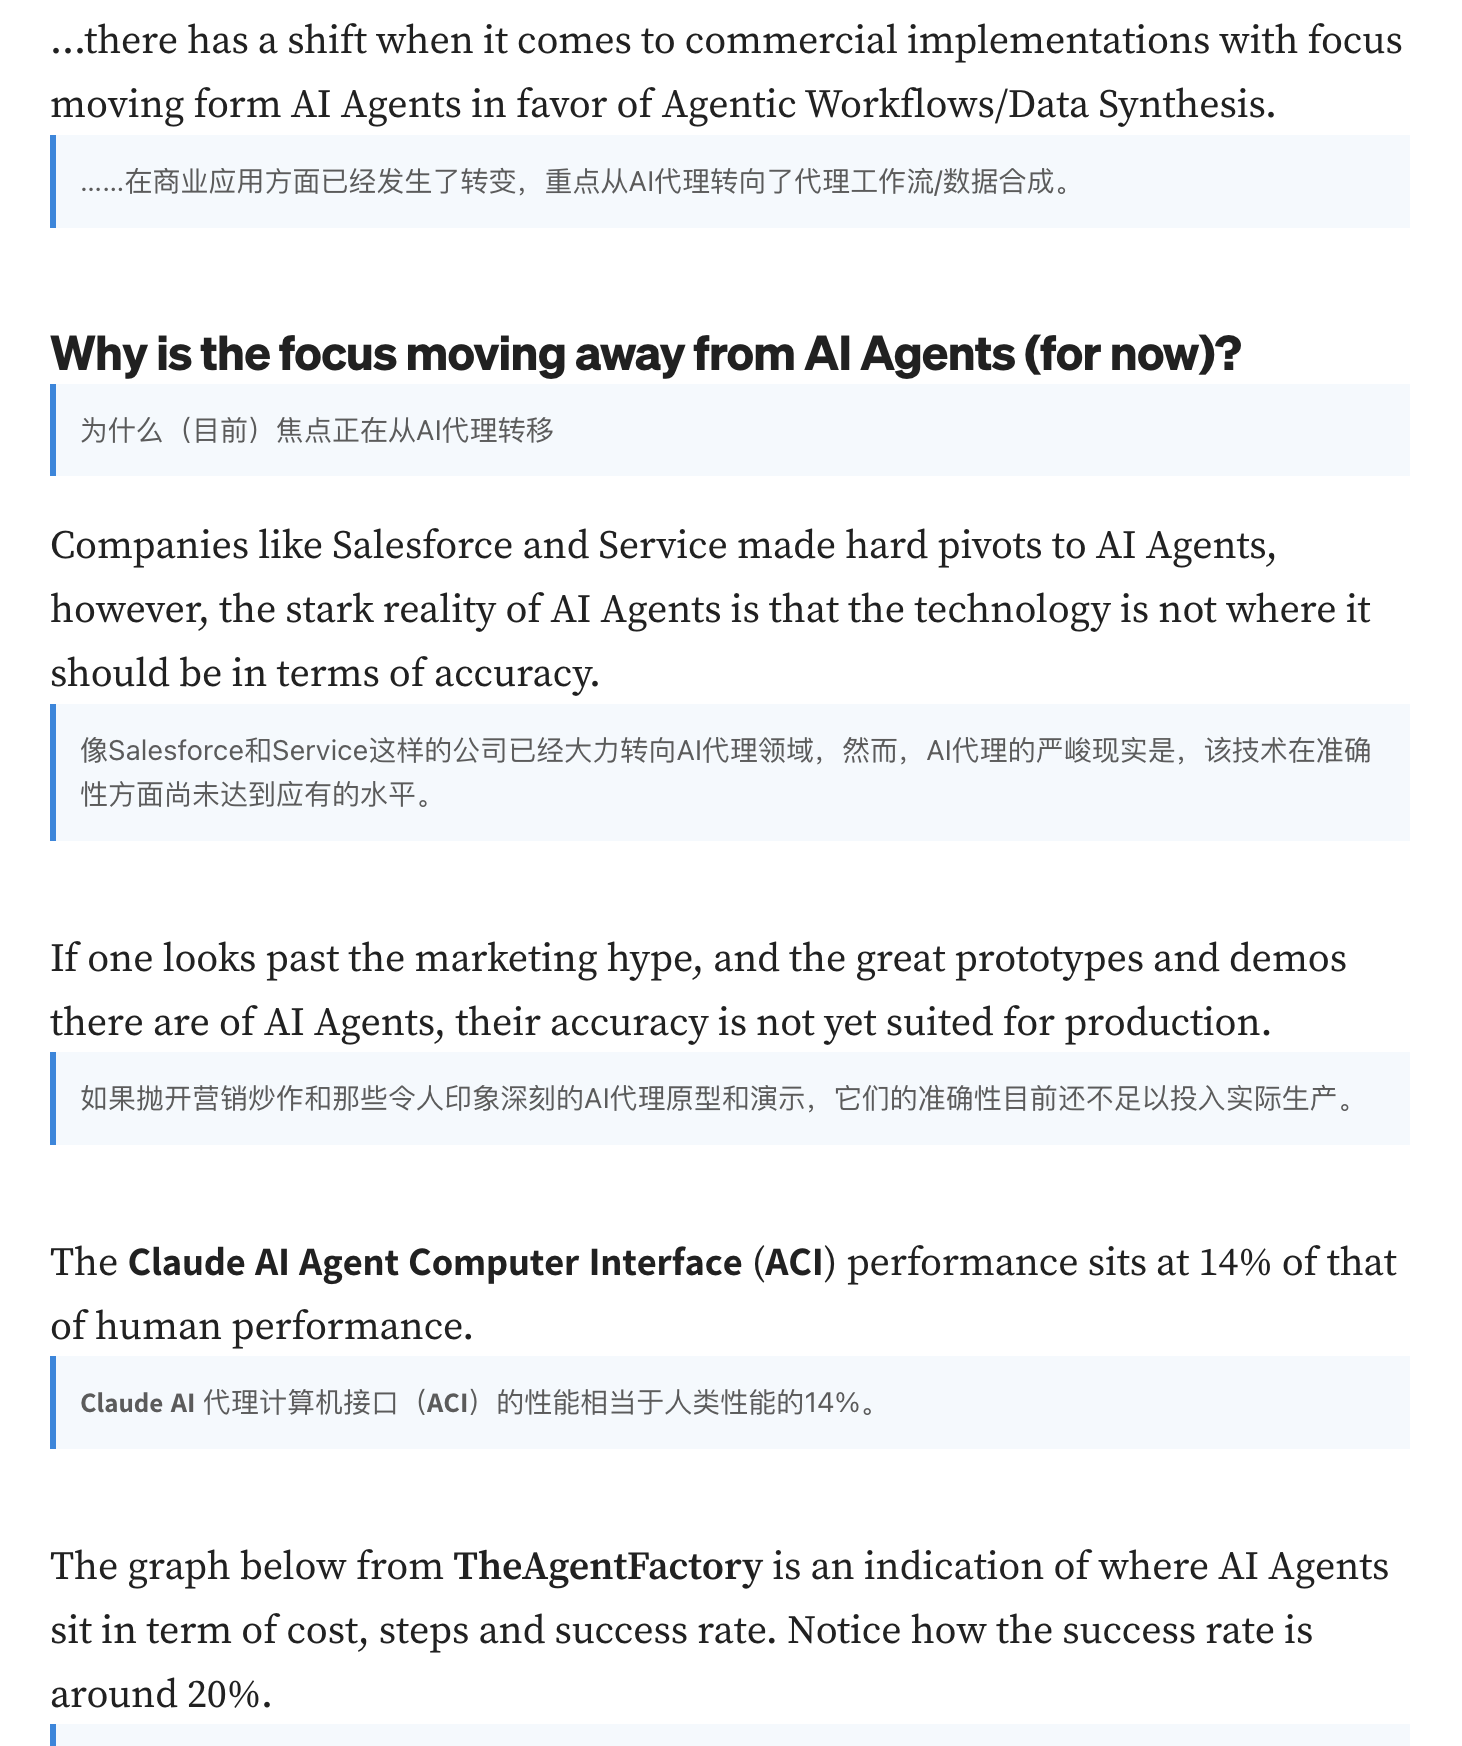 ...there has a shift when it comes to commercial implementations with focus
moving form AI Agents in favor of Agentic Workflows/Data Synthesis.
……在商业应用方面已经发生了转变，重点从AI代理转向了代理工作流/数据合成。
Why is the focus moving away from AI Agents (for now)?
为什么（目前）焦点正在从AI代理转移
Companies like Salesforce and Service made hard pivots to AI Agents,
however, the stark reality of AI Agents is that the technology is not where it
should be in terms of accuracy.
像Salesforce和Service这样的公司已经大力转向AI代理领域，然而，AI代理的严峻现实是，该技术在准确
性方面尚未达到应有的水平。
If one looks past the marketing hype, and the great prototypes and demos
there are of AI Agents, their accuracy is not yet suited for production.
如果抛开营销炒作和那些令人印象深刻的AI代理原型和演示，它们的准确性目前还不足以投入实际生产。
The Claude AI Agent Computer Interface (ACI) performance sits at 14% of that
of human performance.
Claude AI 代理计算机接口（ACI）的性能相当于人类性能的14%。
The graph below from TheAgentFactory is an indication of where AI Agents
sit in term of cost, steps and success rate. Notice how the success rate is
around 20%.